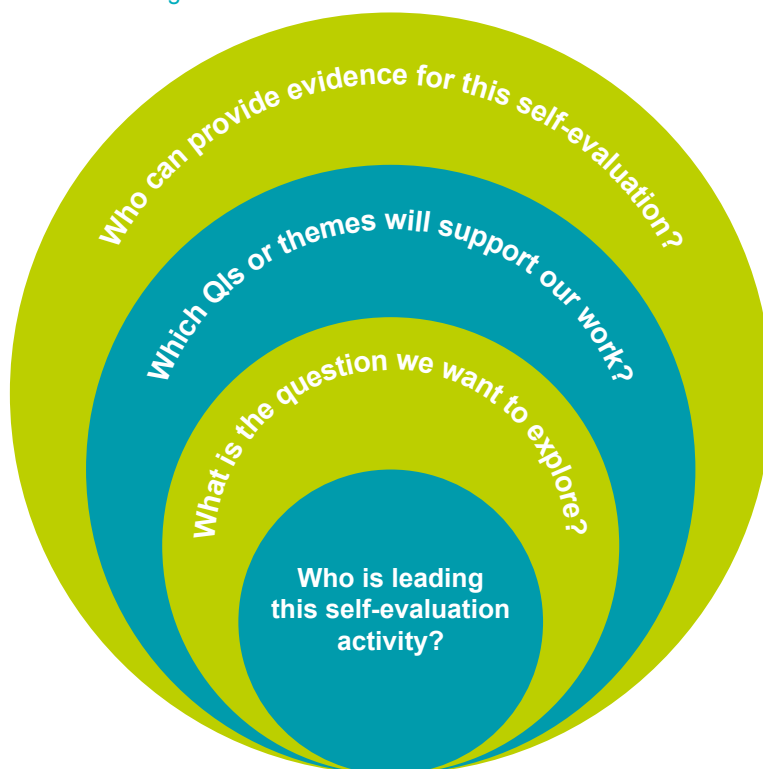 Who can provide evidence for this self-evaluation?
Which QIs or themes will support our work?
What is the question we want to explore?
Who is leading
this self-evaluation
activity?